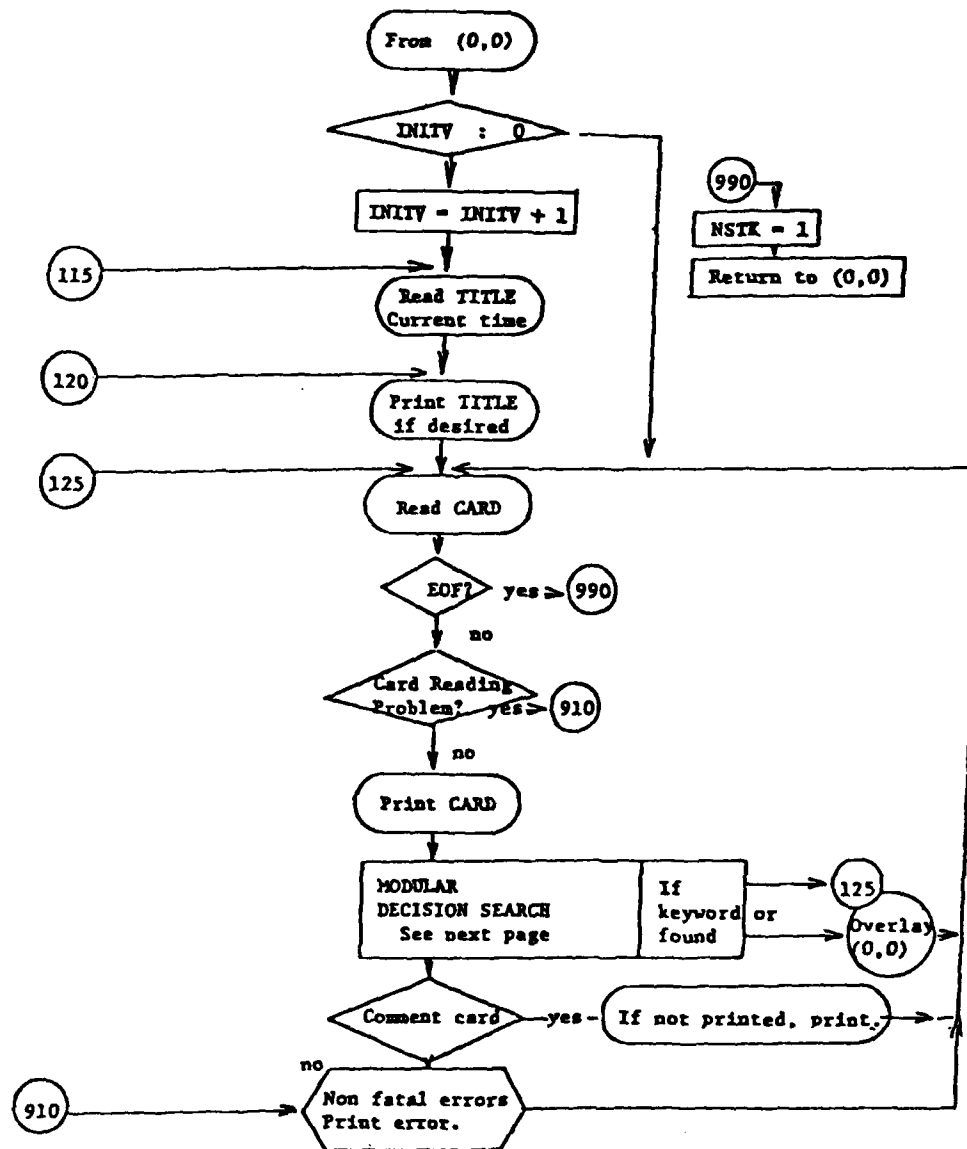 From (0,0)
INITV : 0
990
INITV = INITV + 1
NSTK = 1
115
Return to (0,0)
Read TITLE
Current time
120
Print TITLE
if desired
125
Read CARD
EOF? yes 990
no
Card Reading
Problem? yes 910
no
Print CARD
MODULAR
DECISION SEARCH
See next page
If
keyword or
found
125
Overlay
(0,0)
Comment card yes If not printed, print.
no
910
Non fatal errors
Print error.